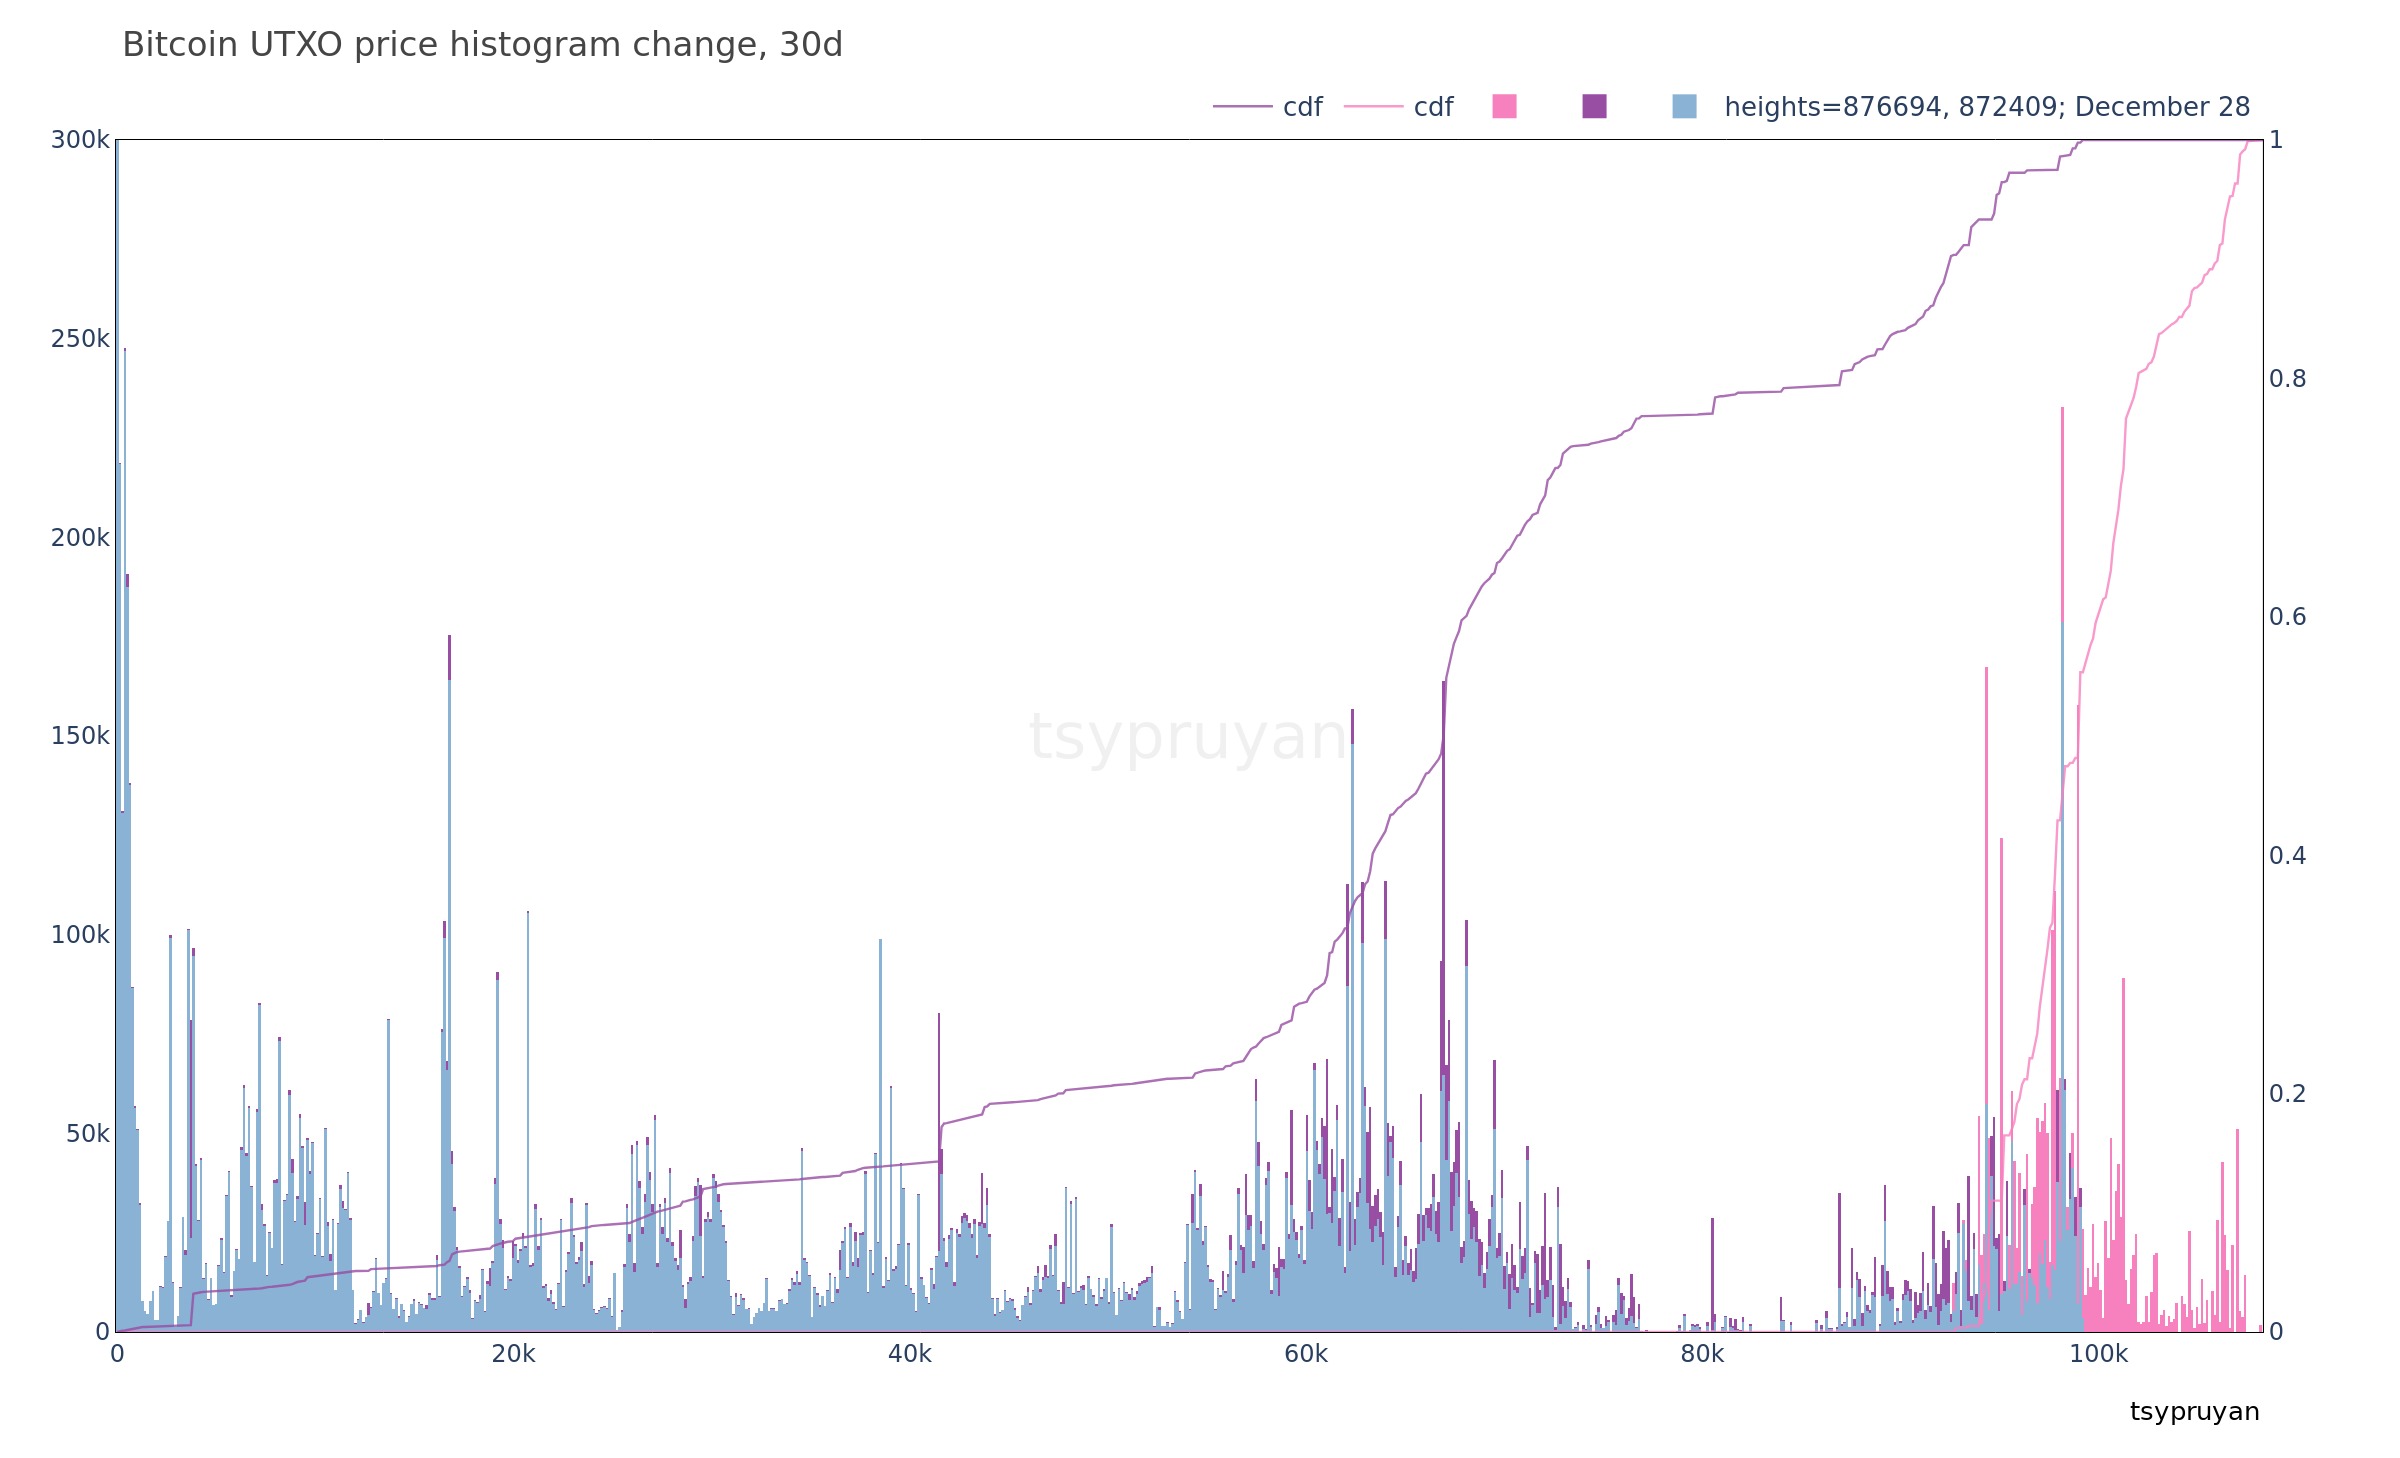 Bitcoin UTXO price histogram change, 30d
cdf cdf heights=876694, 872409; December 28
300k
250k
200k
150k
100k
50k
0
1
0.8
0.6
0.4
0.2
0
tsypruyan
0 20k 40k 60k 80k 100k
tsypruyan